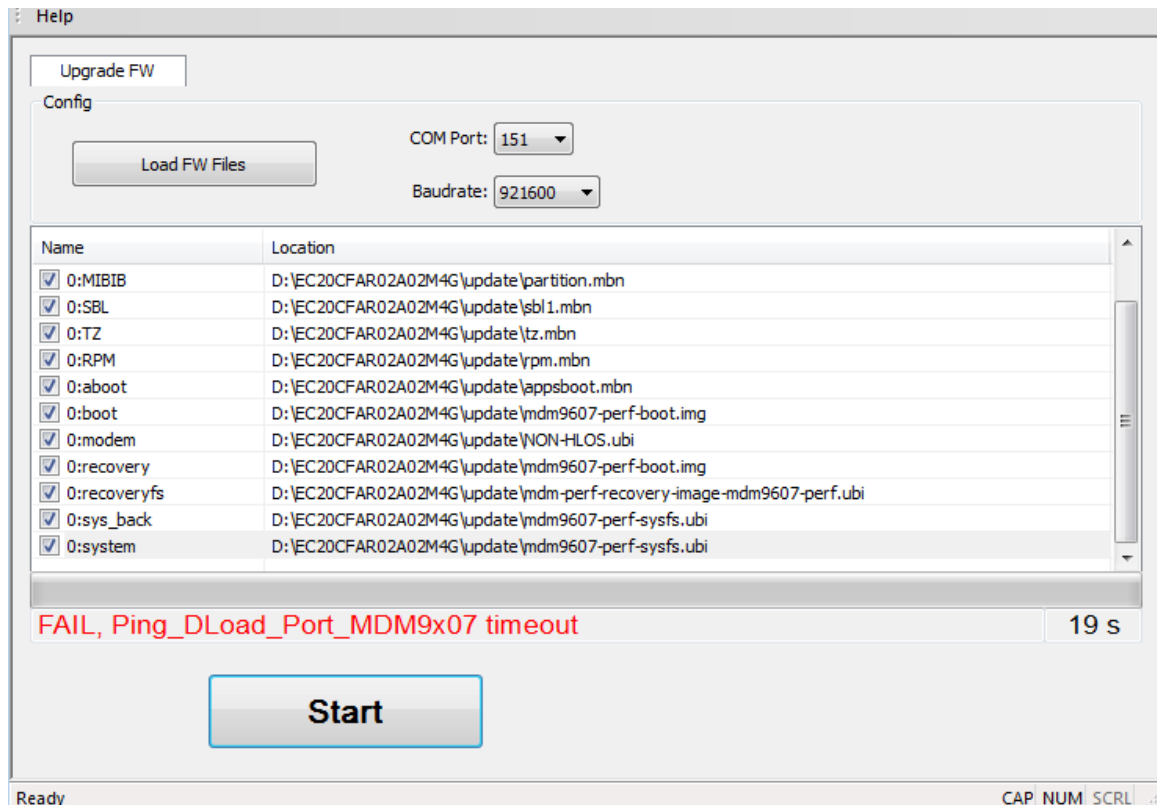 Help
Upgrade FW
Config
Load FW Files
COM Port: 151
Baudrate: 921600
Name Location
0:MIBIB D:\EC20CFAR02A02M4G\update\partition.mbn
0:SBL D:\EC20CFAR02A02M4G\update\sbl1.mbn
0:TZ D:\EC20CFAR02A02M4G\update\tz.mbn
0:RPM D:\EC20CFAR02A02M4G\update\rpm.mbn
0:aboot D:\EC20CFAR02A02M4G\update\appsboot.mbn
0:boot D:\EC20CFAR02A02M4G\update\mdm9607-perf-boot.img
0:modem D:\EC20CFAR02A02M4G\update\NON-HLOS.ubi
0:recovery D:\EC20CFAR02A02M4G\update\mdm9607-perf-boot.img
0:recoveryfs D:\EC20CFAR02A02M4G\update\mdm-perf-recovery-image-mdm9607-perf.ubi
0:sys_back D:\EC20CFAR02A02M4G\update\mdm9607-perf-sysfs.ubi
0:system D:\EC20CFAR02A02M4G\update\mdm9607-perf-sysfs.ubi
FAIL, Ping_DLoad_Port_MDM9x07 timeout 19 s
Start
Ready CAP NUM SCRL